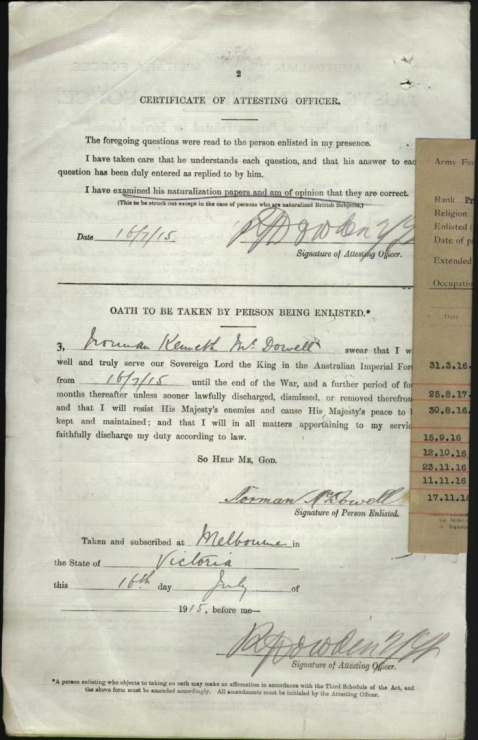 2
CERTIFICATE OF ATTESTING OFFICER.
The foregoing questions were read to the person enlisted in my presence.
I have taken care that he understands each question, and that his answer to eac
question has been duly entered as replied to by him.
I have examined his naturalization papers and am of opinion that they are correct.
(This to be struck out except in the case of persons who are naturalized British Subjects.)
Date 16/7/15
Signature of Attesting Officer.
OATH TO BE TAKEN BY PERSON BEING ENLISTED.*
I, Norman Kenneth McDowell swear that I w
well and truly serve our Sovereign Lord the King in the Australian Imperial For
from 16/7/15 until the end of the War, and a further period of fo
months thereafter unless sooner lawfully discharged, dismissed, or removed therefrom
and that I will resist His Majesty's enemies and cause His Majesty's peace to
kept and maintained; and that I will in all matters appertaining to my servic
faithfully discharge my duty according to law.
SO HELP ME, GOD.
Norman McDowell
Signature of Person Enlisted.
Taken and subscribed at Melbourne in
the State of Victoria
this 16th day July of
1915, before me—
Signature of Attesting Officer.
*A person enlisting who objects to taking an oath may make an affirmation in accordance with the Third Schedule of the Act, and
the above form must be amended accordingly. All amendments must be initialed by the Attesting Officer.
Army For
Rank
Religion
Enlisted
Date of
Extended
Occupatio
Date
31.3.16
25.8.17
30.8.16
15.9.16
12.10.16
23.11.16
11.11.16
17.11.16